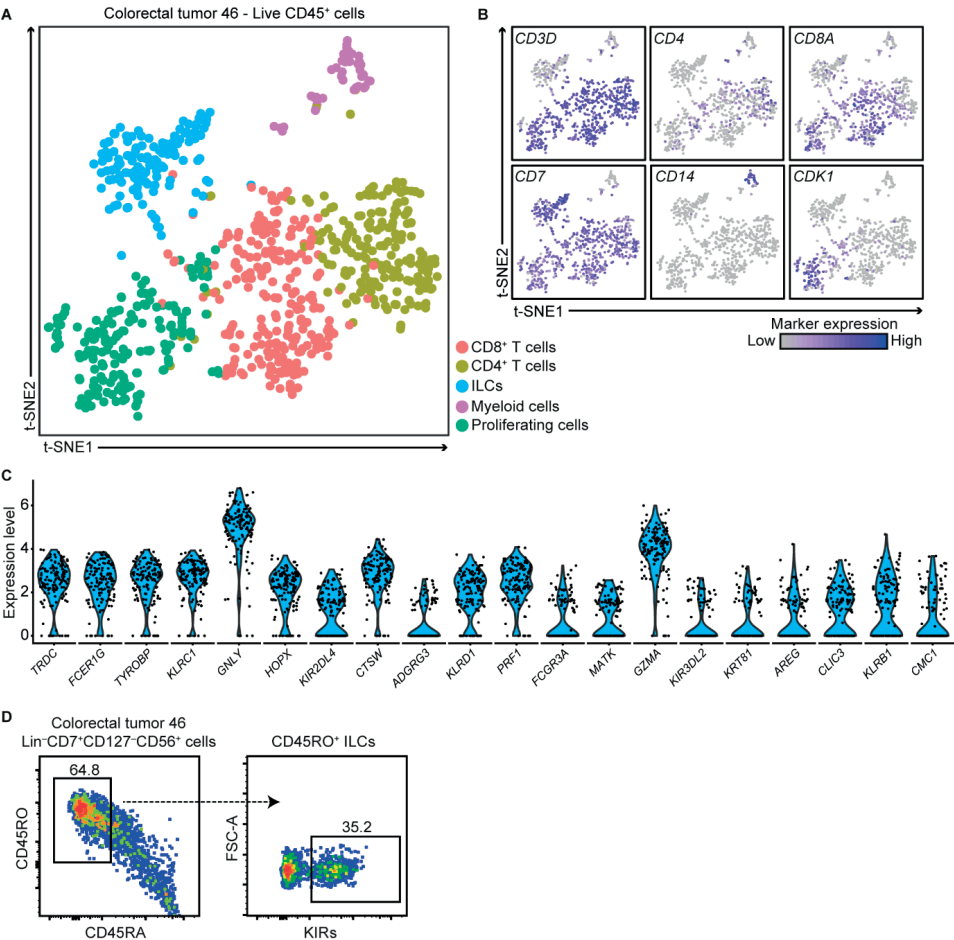 A
Colorectal tumor 46 - Live CD45⁺ cells
t-SNE2
t-SNE1
CD8⁺ T cells
CD4⁺ T cells
ILCs
Myeloid cells
Proliferating cells
B
CD3D
CD4
CD8A
CD7
CD14
CDK1
t-SNE2
t-SNE1
Marker expression
Low
High
C
Expression level
6
4
2
0
TRDC
FCER1G
TYROBP
KLRC1
GNLY
HOPX
KIR2DL4
CTSW
ADGRG3
KLRD1
PRF1
FCGR3A
MATK
GZMA
KIR3DL2
KRT81
AREG
CLIC3
KLRB1
CMC1
D
Colorectal tumor 46
Lin⁻CD7⁺CD127⁻CD56⁺ cells
64.8
CD45RO
CD45RA
CD45RO⁺ ILCs
35.2
FSC-A
KIRs